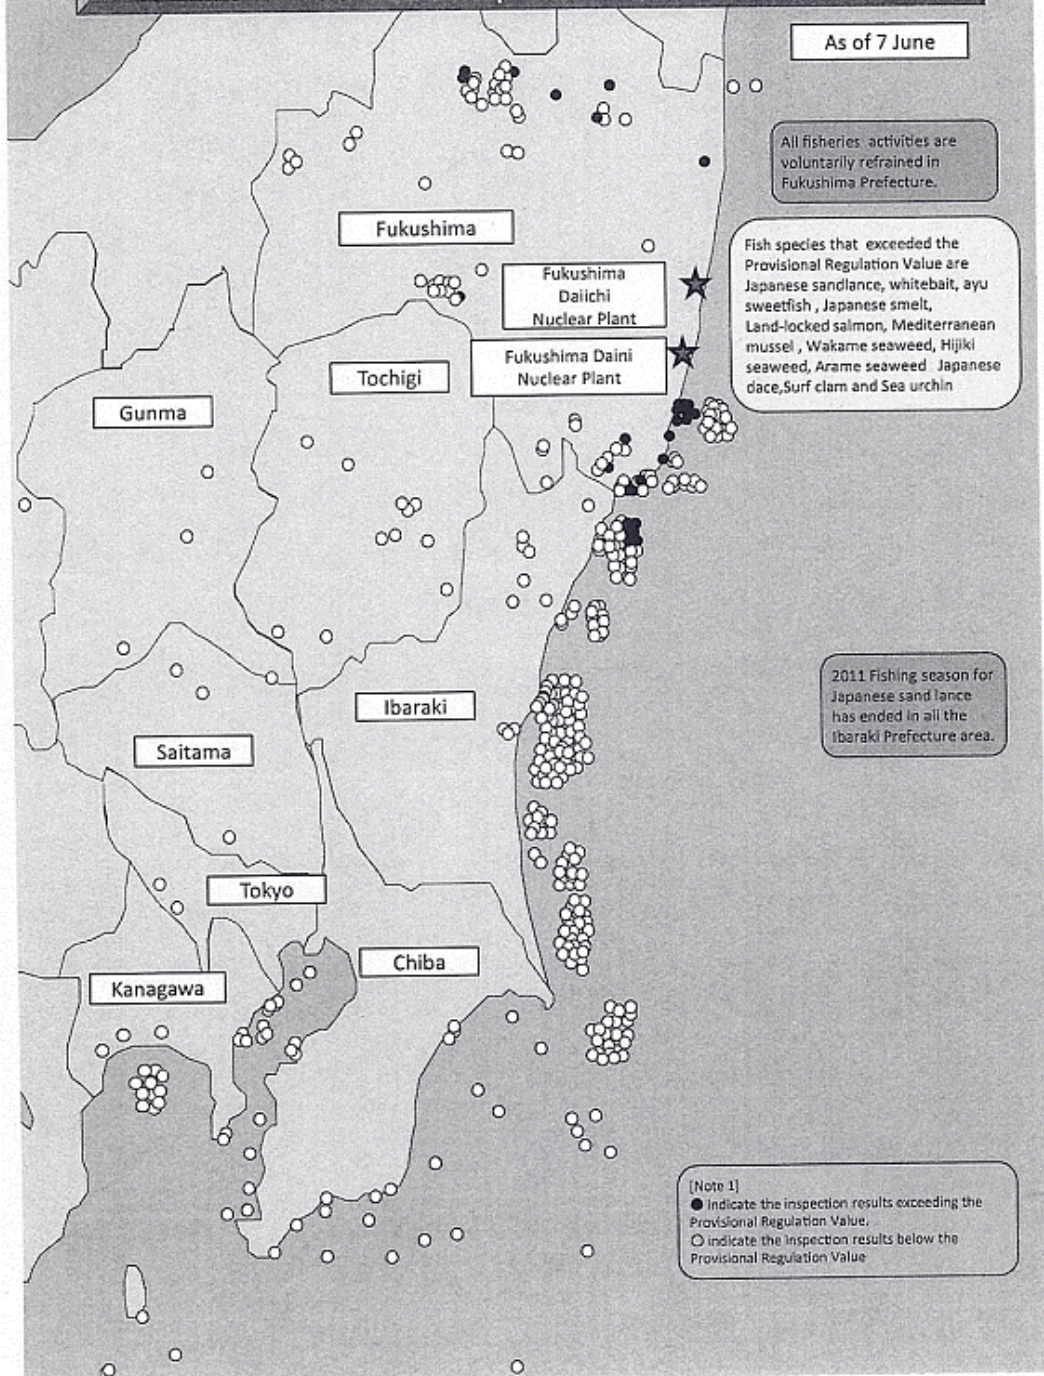 As of 7 June
All fisheries activities are
voluntarily refrained in
Fukushima Prefecture.
Fukushima
Fish species that exceeded the
Provisional Regulation Value are
Japanese sandlance, whitebait, ayu
sweetfish , Japanese smelt,
Land-locked salmon, Mediterranean
mussel , Wakame seaweed, Hijiki
seaweed, Arame seaweed Japanese
dace,Surf clam and Sea urchin
Fukushima
Daiichi
Nuclear Plant
Fukushima Daini
Nuclear Plant
Tochigi
Gunma
2011 Fishing season for
Japanese sand lance
has ended in all the
Ibaraki Prefecture area.
Ibaraki
Saitama
Tokyo
Chiba
Kanagawa
[Note 1]
● indicate the inspection results exceeding the
Provisional Regulation Value.
○ indicate the inspection results below the
Provisional Regulation Value